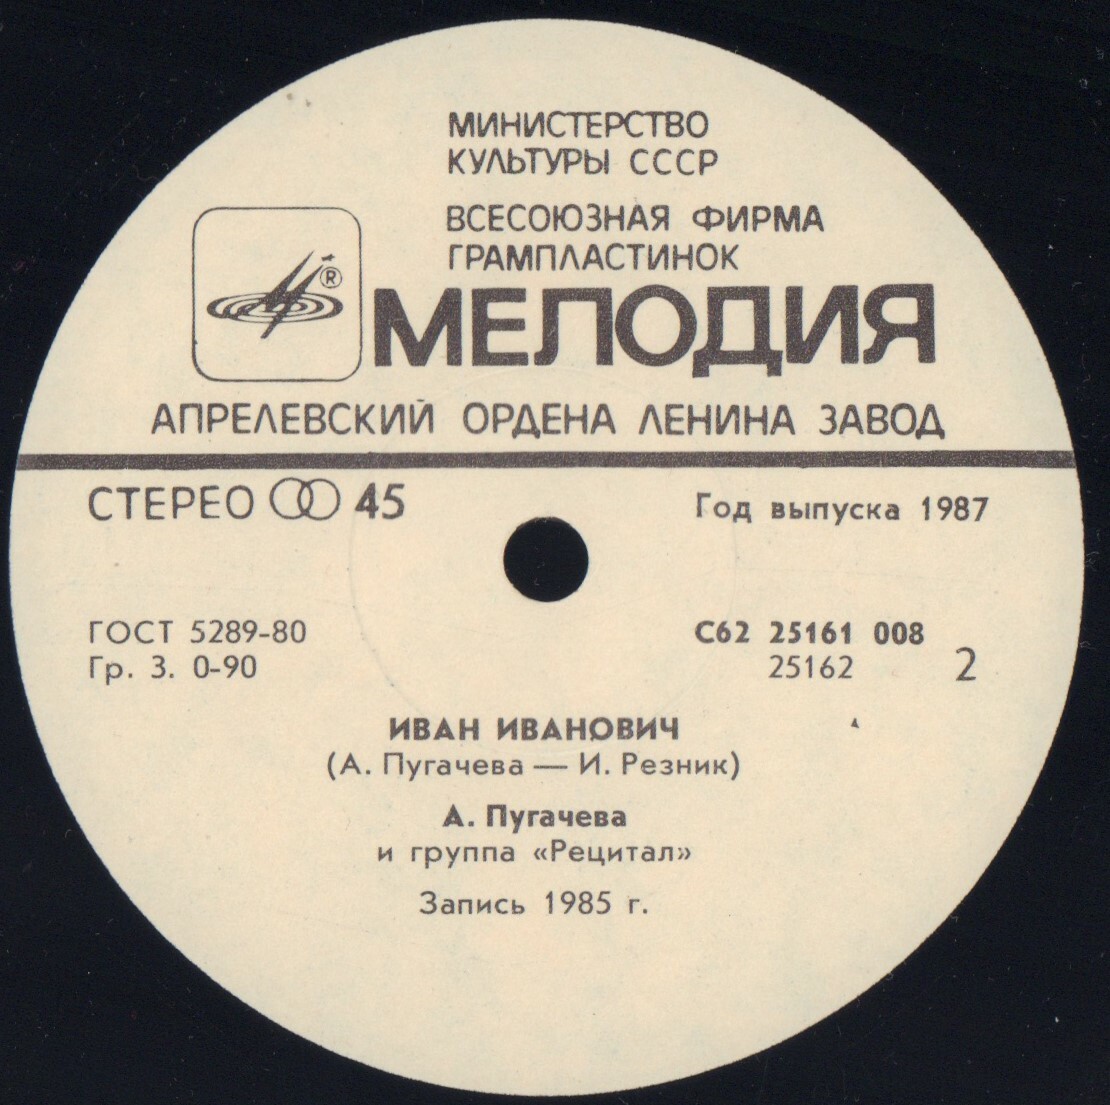 МИНИСТЕРСТВО
КУЛЬТУРЫ СССР
ВСЕСОЮЗНАЯ ФИРМА
ГРАМПЛАСТИНОК
®
МЕЛОДИЯ
АПРЕЛЕВСКИЙ ОРДЕНА ЛЕНИНА ЗАВОД
СТЕРЕО 45
Год выпуска 1987
ГОСТ 5289-80
Гр. 3. 0-90
С62 25161 008
25162 2
ИВАН ИВАНОВИЧ
(А. Пугачева — И. Резник)
А. Пугачева
и группа «Рецитал»
Запись 1985 г.